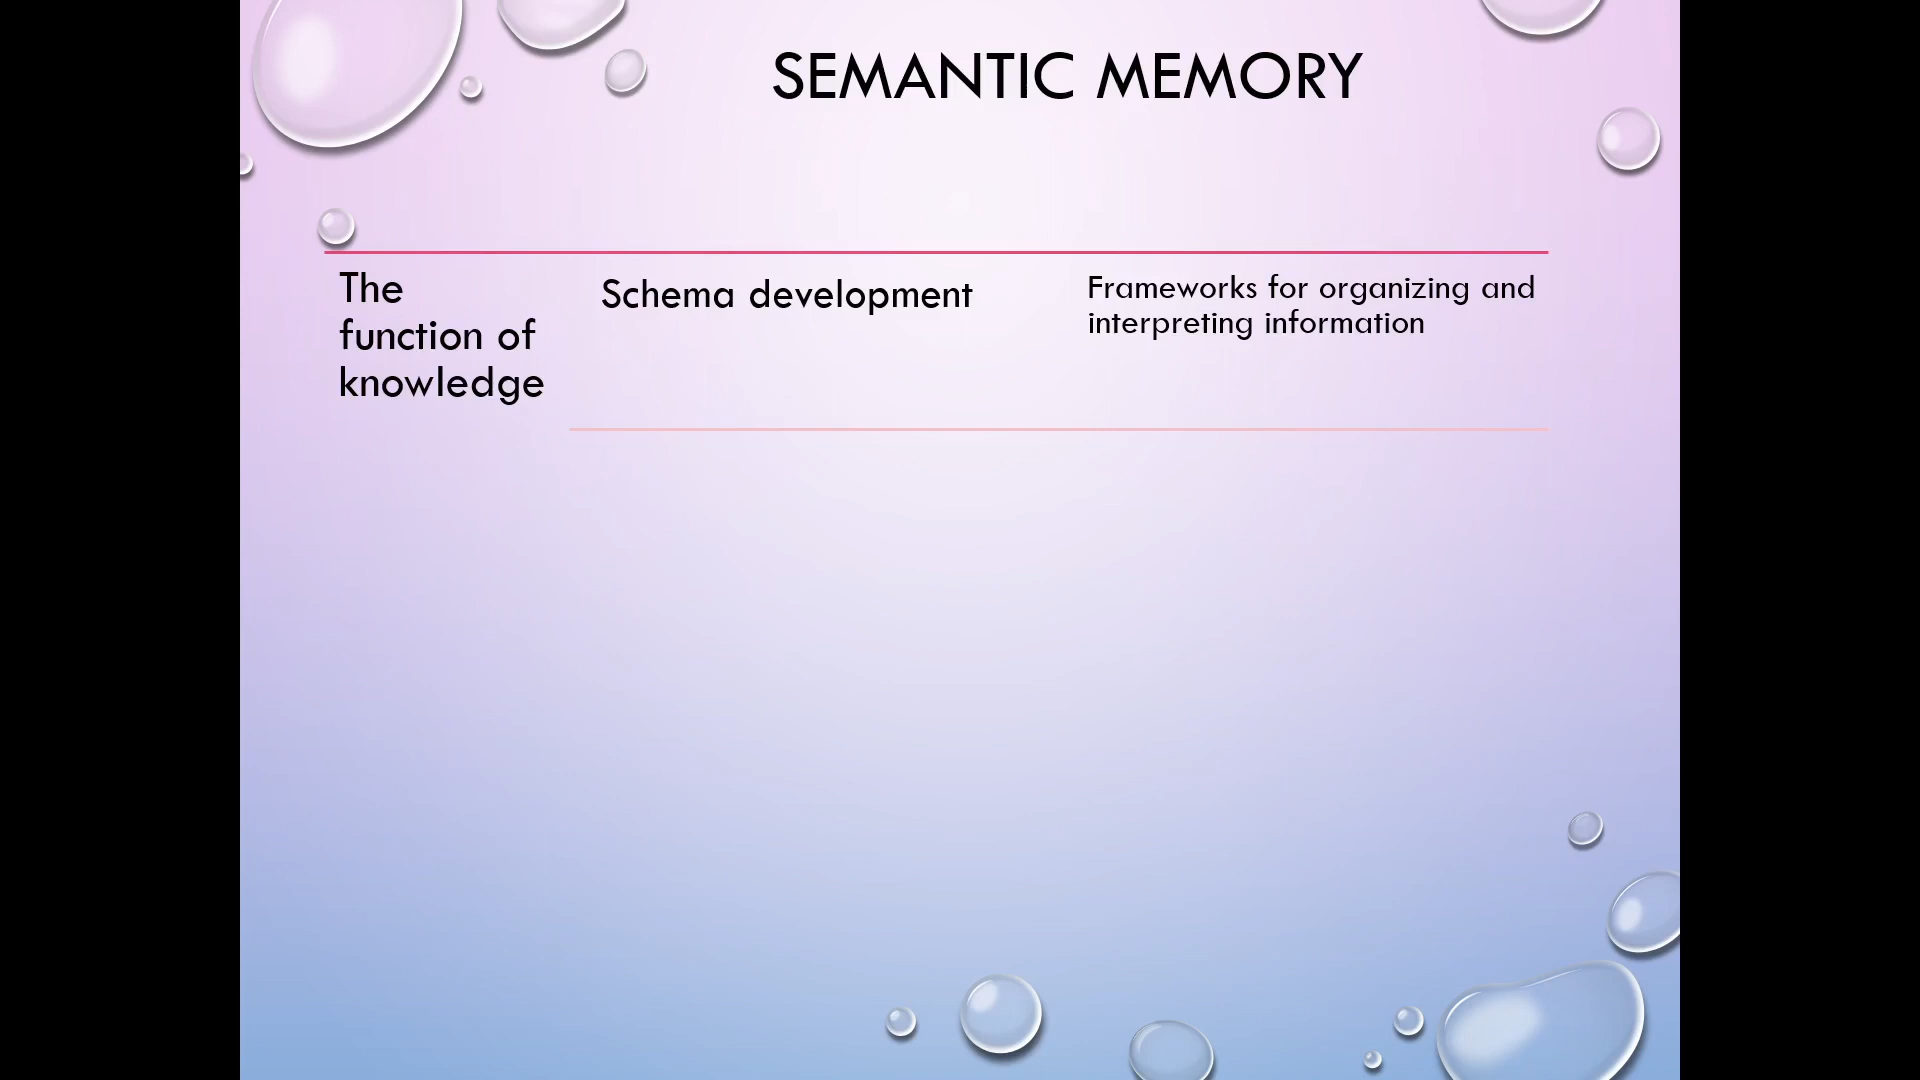 SEMANTIC MEMORY
The
function of
knowledge
Schema development
Frameworks for organizing and
interpreting information